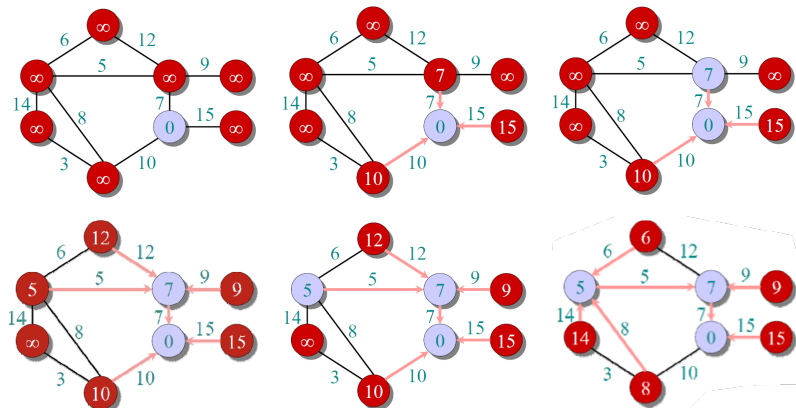 ∞ ∞ ∞
6 12 6 12 6 12
∞ 5 ∞ 9 ∞ ∞ 5 7 9 ∞ ∞ 5 7 9 ∞
14 7 15 14 7 15 14 7 15
∞ 8 0 ∞ ∞ 8 0 15 ∞ 8 0 15
3 10 3 10 3 10
∞ 10 10
12 12 6
6 12 6 12 6 12
5 5 7 9 9 5 5 7 9 9 5 5 7 9 9
14 7 15 14 7 15 14 7 15
∞ 8 0 15 ∞ 8 0 15 14 8 0 15
3 10 3 10 3 10
10 10 8